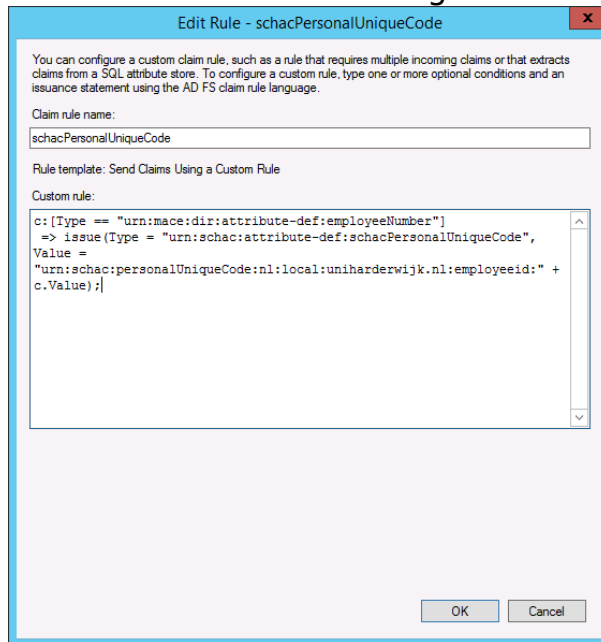 Edit Rule - schacPersonalUniqueCode
x
You can configure a custom claim rule, such as a rule that requires multiple incoming claims or that extracts
claims from a SQL attribute store. To configure a custom rule, type one or more optional conditions and an
issuance statement using the AD FS claim rule language.
Claim rule name:
schacPersonalUniqueCode
Rule template: Send Claims Using a Custom Rule
Custom rule:
c:[Type == "urn:mace:dir:attribute-def:employeeNumber"]
=> issue(Type = "urn:schac:attribute-def:schacPersonalUniqueCode",
Value =
"urn:schac:personalUniqueCode:nl:local:uniharderwijk.nl:employeeid:" +
c.Value);
OK Cancel